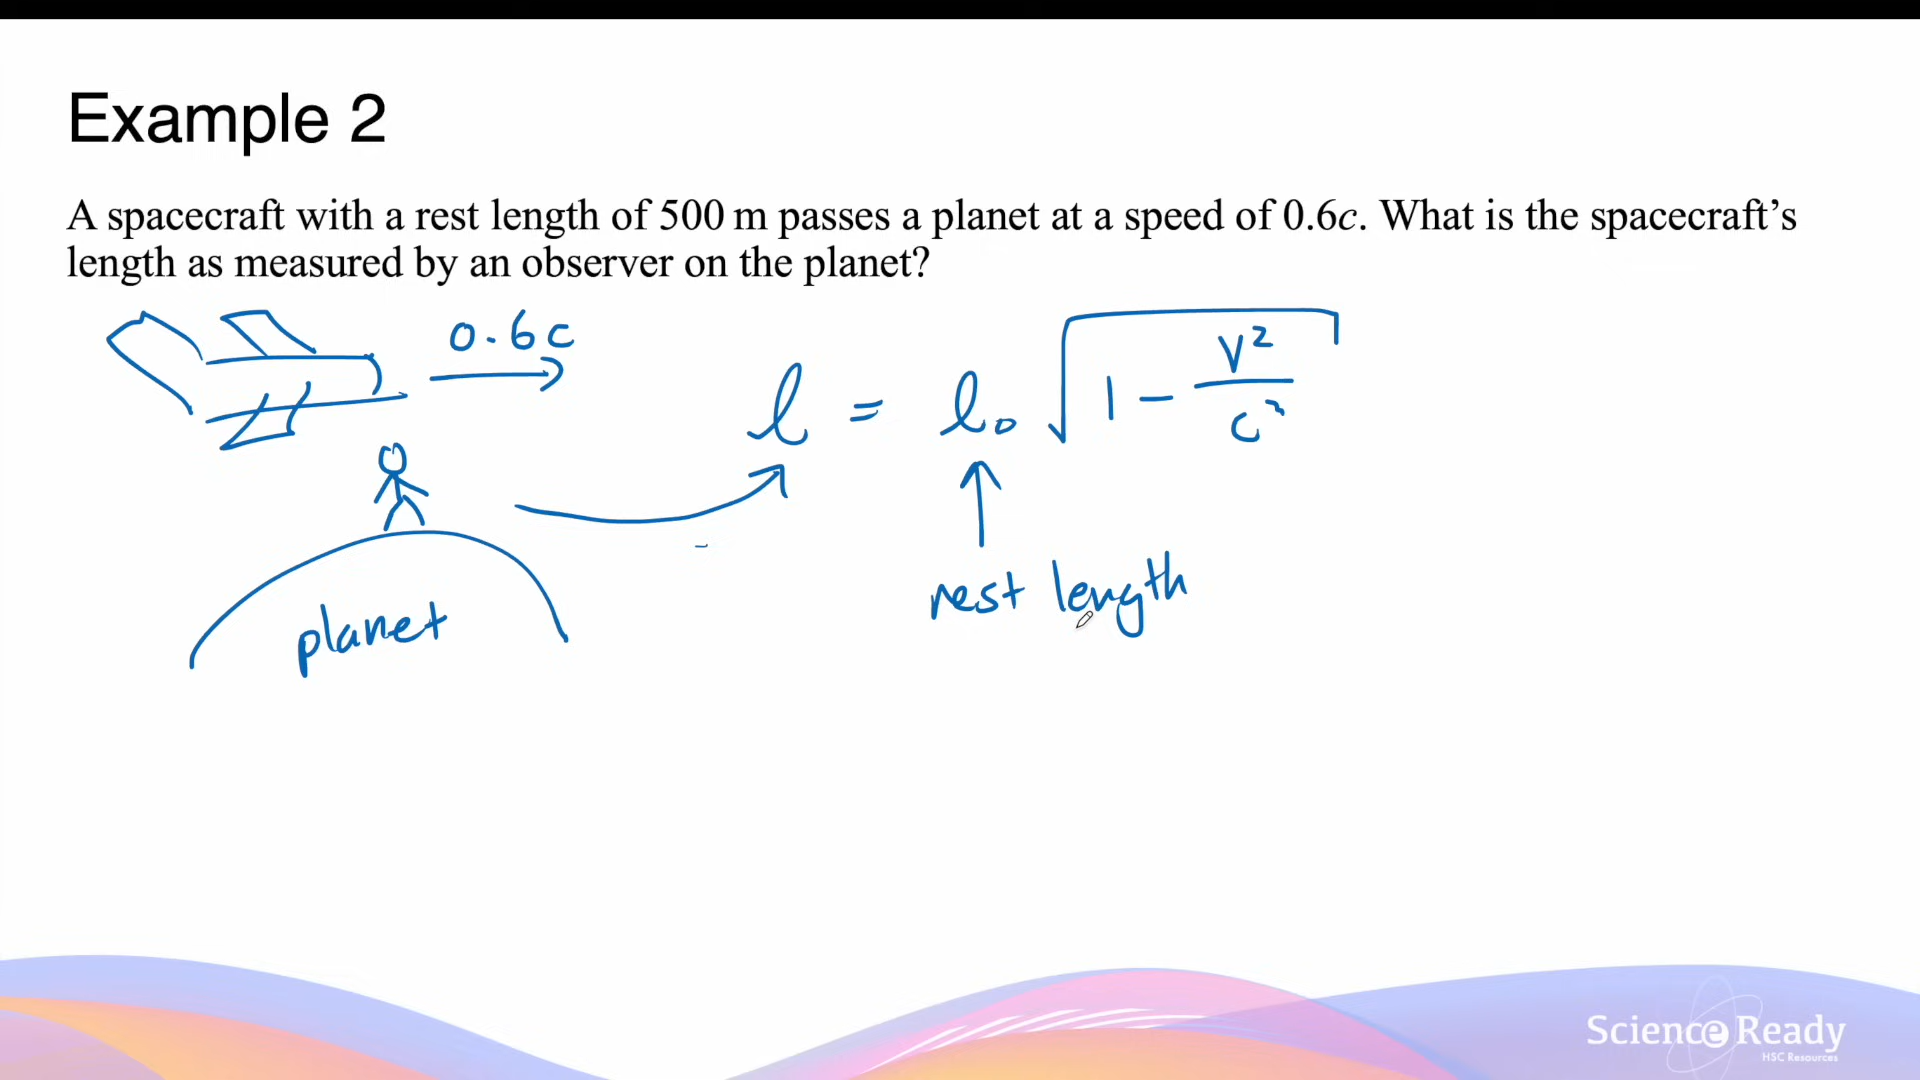 Example 2
A spacecraft with a rest length of 500 m passes a planet at a speed of 0.6c. What is the spacecraft’s
length as measured by an observer on the planet?
0.6c
l = l₀ √(1 − v²/c²)
rest length
planet
Science Ready
HSC Resources